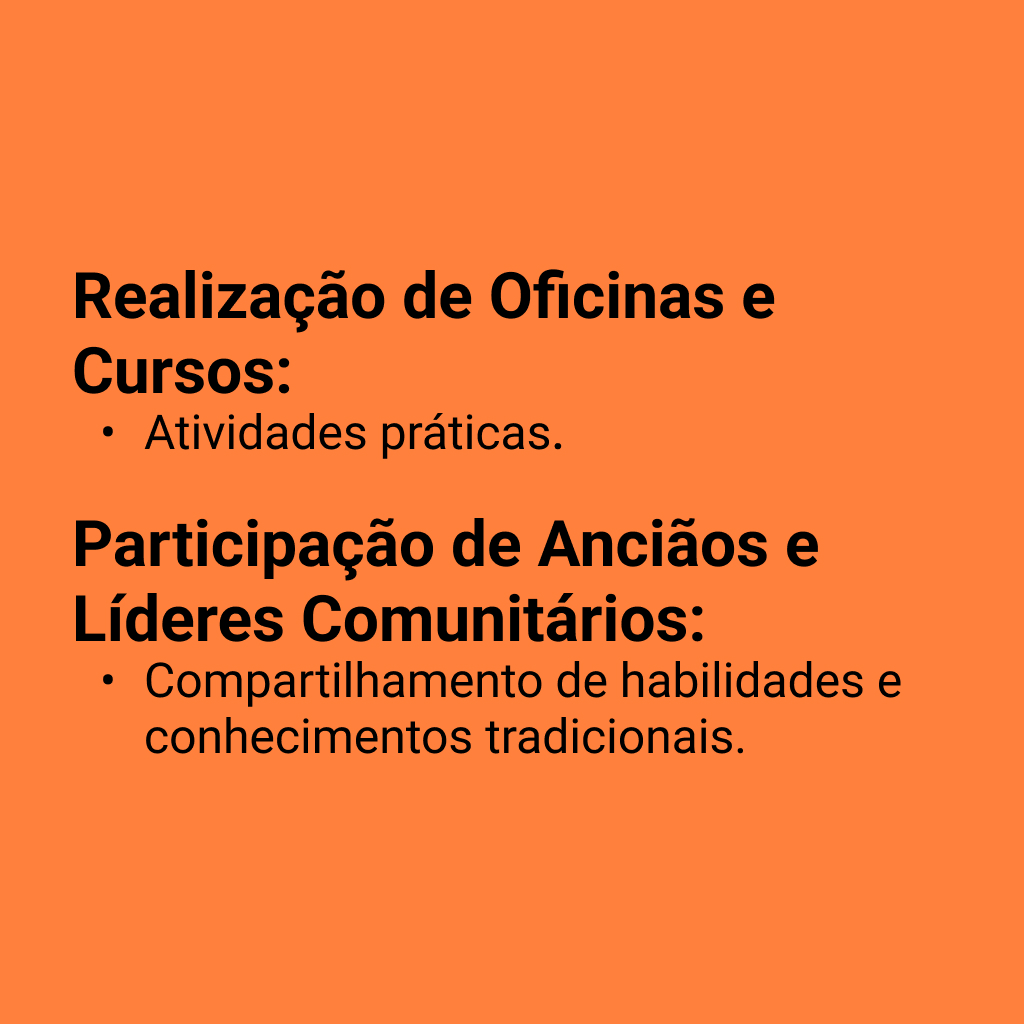 Realização de Oficinas e
Cursos:
• Atividades práticas.
Participação de Anciãos e
Líderes Comunitários:
• Compartilhamento de habilidades e
conhecimentos tradicionais.